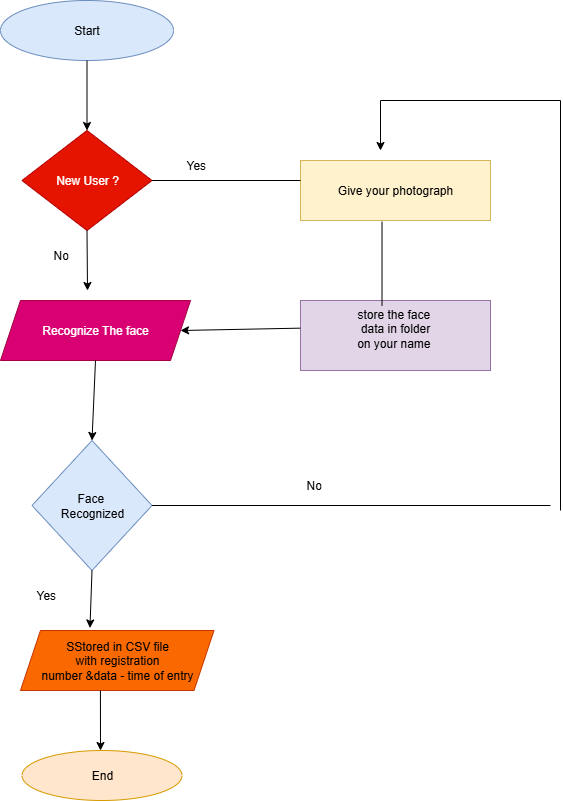 Start
New User ?
Yes
Give your photograph
No
Recognize The face
store the face
data in folder
on your name
Face
Recognized
No
Yes
SStored in CSV file
with registration
number &data - time of entry
End